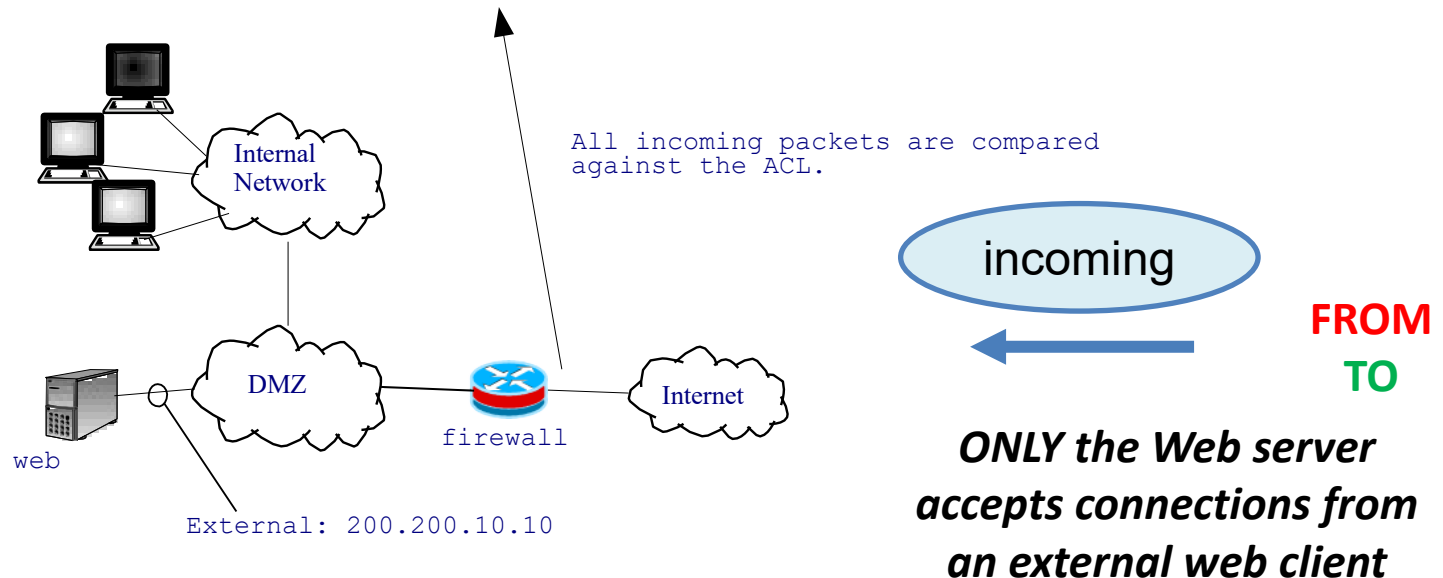 All incoming packets are compared
against the ACL.
Internal
Network
incoming
FROM
TO
DMZ
Internet
firewall
web
External: 200.200.10.10
ONLY the Web server
accepts connections from
an external web client